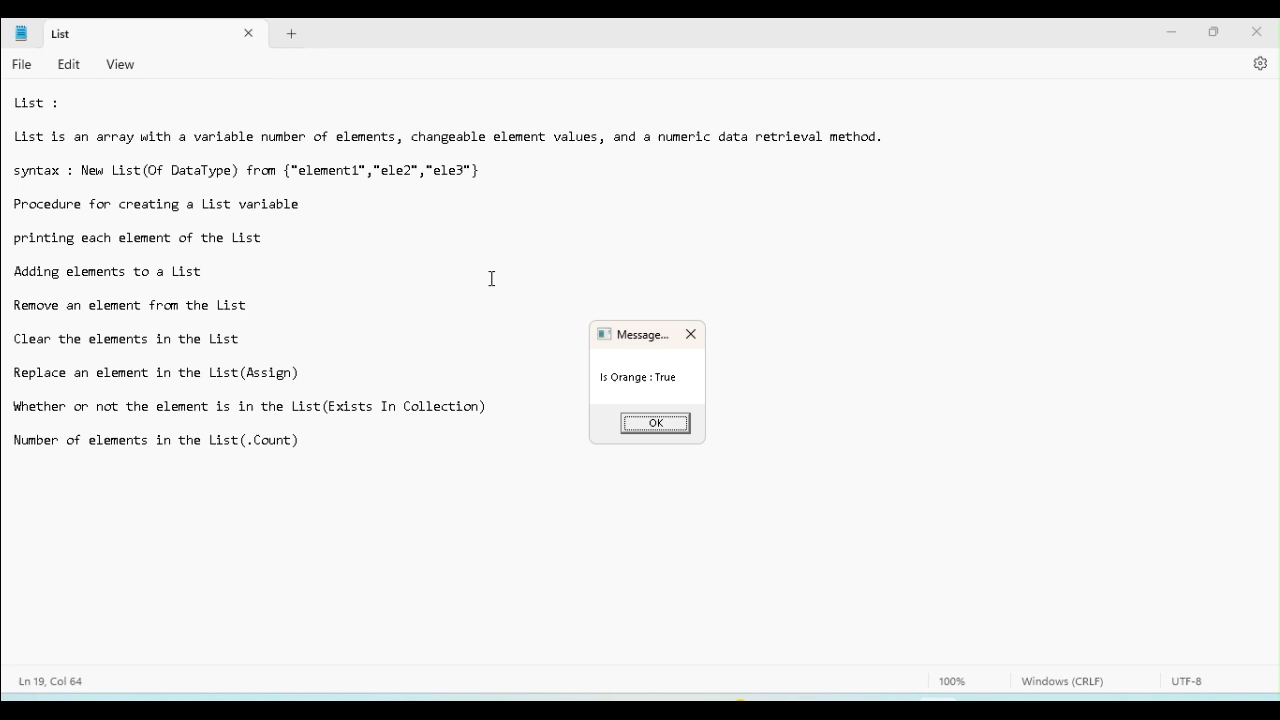 List
File Edit View
List :
List is an array with a variable number of elements, changeable element values, and a numeric data retrieval method.
syntax : New List(Of DataType) from {"element1","ele2","ele3"}
Procedure for creating a List variable
printing each element of the List
Adding elements to a List
Remove an element from the List
Clear the elements in the List
Replace an element in the List(Assign)
Whether or not the element is in the List(Exists In Collection)
Number of elements in the List(.Count)
Message...
Is Orange : True
OK
Ln 19, Col 64 100% Windows (CRLF) UTF-8